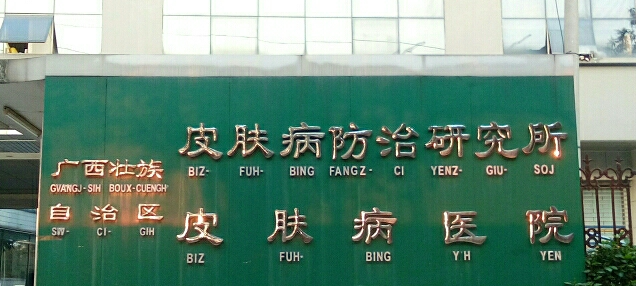 广西壮族
GVANGJ-SIH BOUX-CUENGH
自治区
SW- CI- GIH
皮肤病防治研究所
BIZ- FUH- BING FANGZ- CI YENZ- GIU- SOJ
皮肤病医院
BIZ FUH- BING Y'H YEN